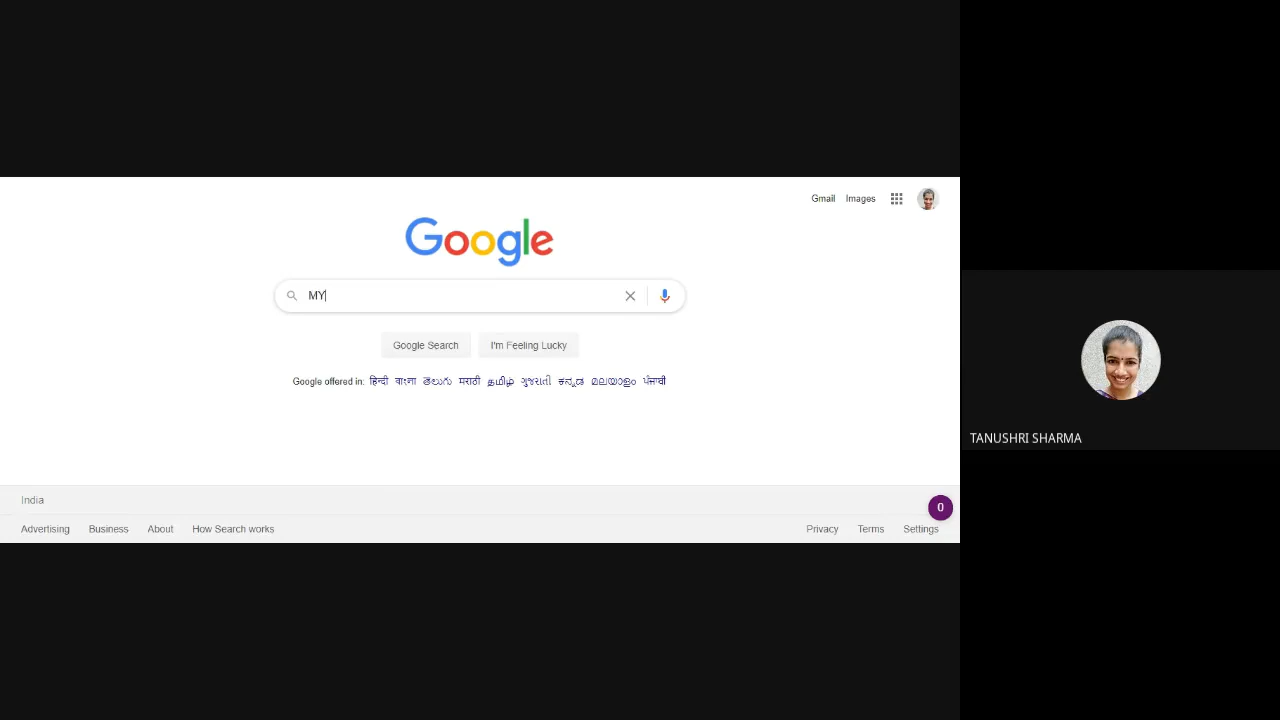 Gmail Images
Google
MY
Google Search I'm Feeling Lucky
Google offered in: हिन्दी বাংলা తెలుగు मराठी தமிழ் ગુજરાતી ಕನ್ನಡ മലയാളം ਪੰਜਾਬੀ
TANUSHRI SHARMA
India
0
Advertising Business About How Search works Privacy Terms Settings